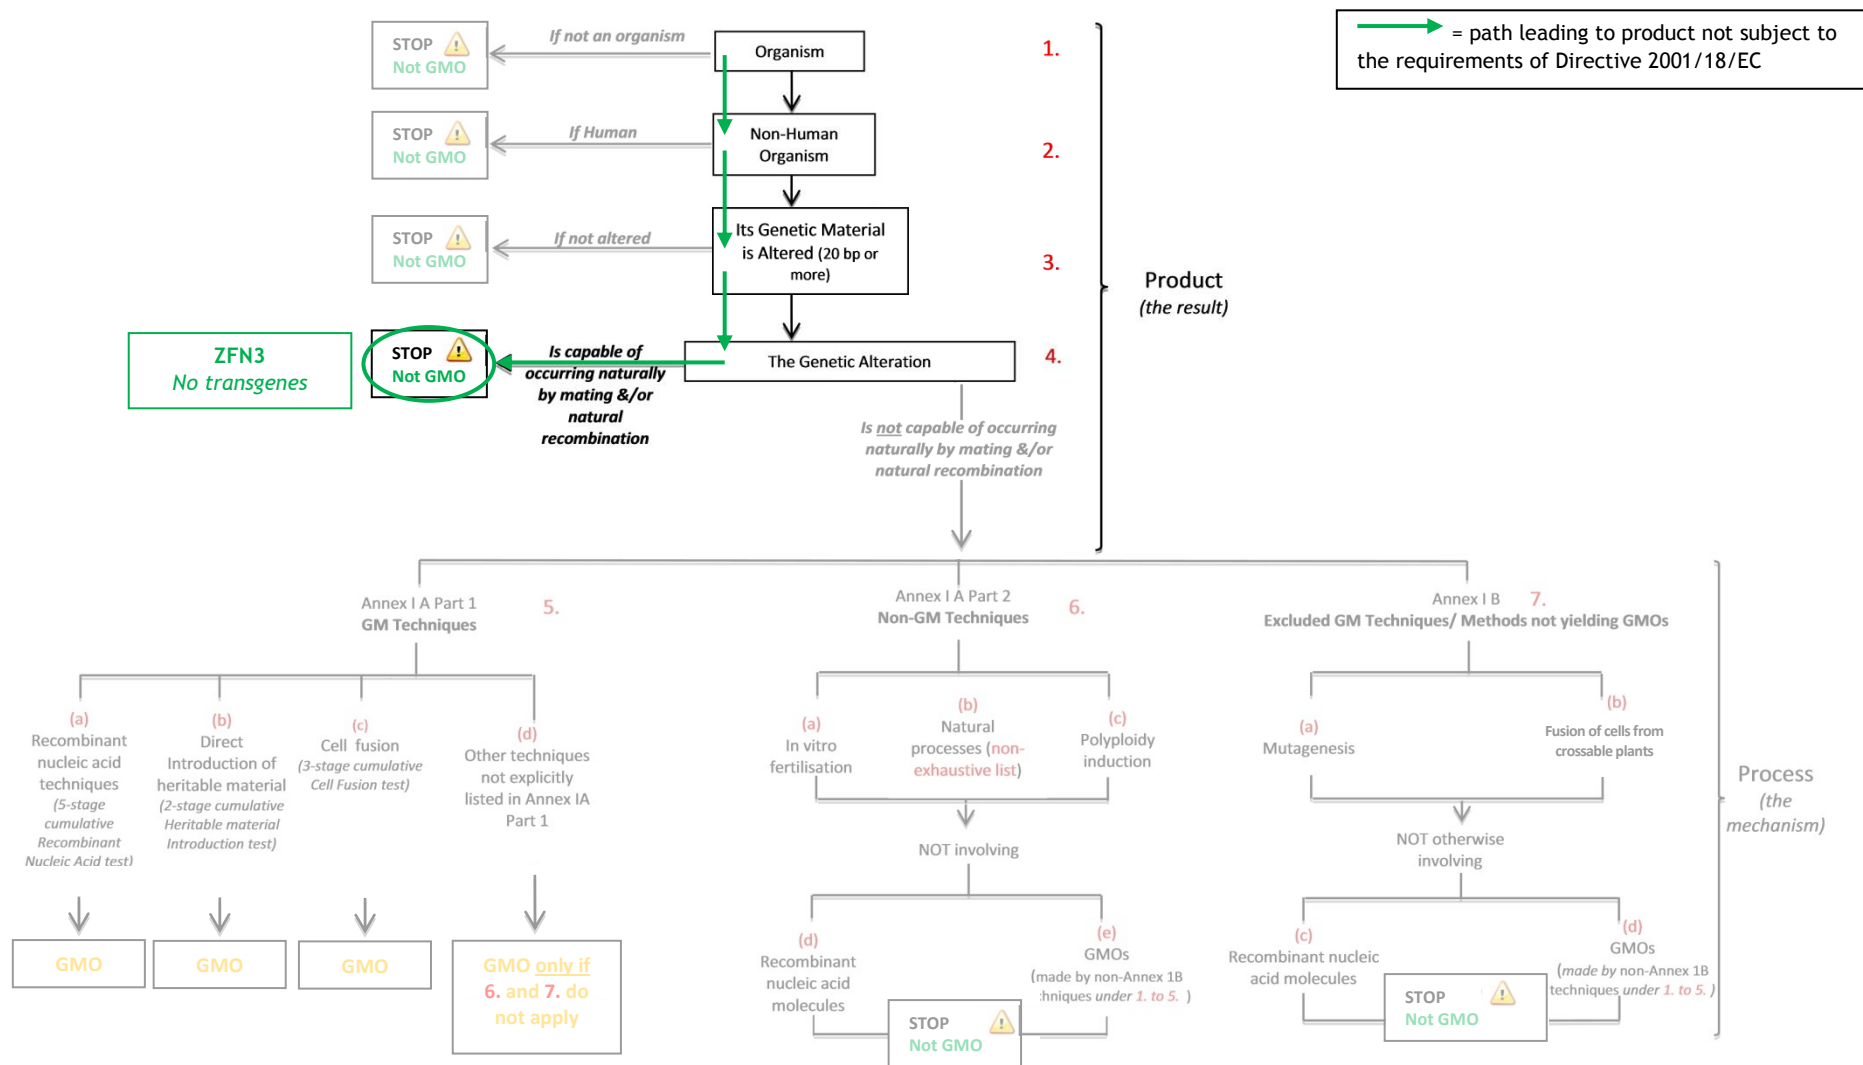 = path leading to product not subject to
the requirements of Directive 2001/18/EC
STOP
Not GMO
If not an organism
Organism
1.
STOP
Not GMO
If Human
Non-Human
Organism
2.
STOP
Not GMO
If not altered
Its Genetic Material
is Altered (20 bp or
more)
3.
Product
(the result)
ZFN3
No transgenes
STOP
Not GMO
Is capable of
occurring naturally
by mating &/or
natural
recombination
The Genetic Alteration
4.
Is not capable of occurring
naturally by mating &/or
natural recombination
Annex I A Part 1
GM Techniques
5.
Annex I A Part 2
Non-GM Techniques
6.
Annex I B
7.
Excluded GM Techniques/ Methods not yielding GMOs
(a)
Recombinant
nucleic acid
techniques
(5-stage
cumulative
Recombinant
Nucleic Acid test)
(b)
Direct
Introduction of
heritable material
(2-stage cumulative
Heritable material
Introduction test)
(c)
Cell fusion
(3-stage cumulative
Cell Fusion test)
(d)
Other techniques
not explicitly
listed in Annex IA
Part 1
(a)
In vitro
fertilisation
(b)
Natural
processes (non-
exhaustive list)
(c)
Polyploidy
induction
(a)
Mutagenesis
(b)
Fusion of cells from
crossable plants
Process
(the
mechanism)
NOT involving
NOT otherwise
involving
GMO
GMO
GMO
GMO only if
6. and 7. do
not apply
(d)
Recombinant
nucleic acid
molecules
(e)
GMOs
(made by non-Annex 1B
:hniques under 1. to 5. )
STOP
Not GMO
(c)
Recombinant nucleic
acid molecules
(d)
GMOs
(made by non-Annex 1B
techniques under 1. to 5. )
STOP
Not GMO